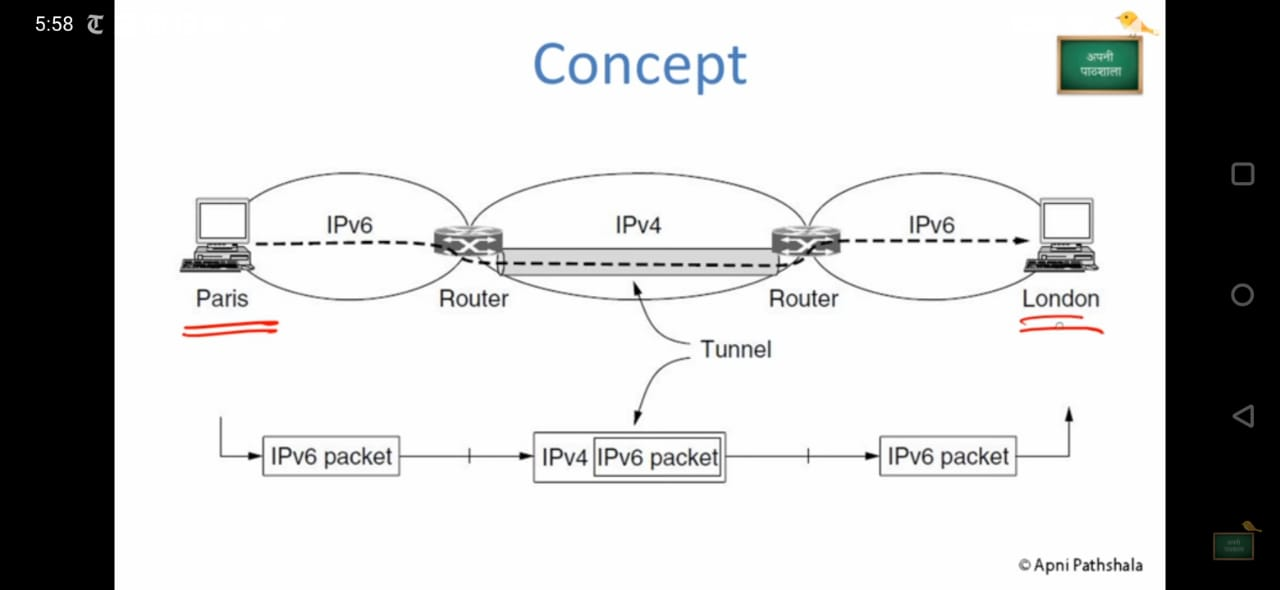 5:58
Concept
अपनी
पाठशाला
IPv6 IPv4 IPv6
Paris Router Router London
Tunnel
IPv6 packet IPv4 IPv6 packet IPv6 packet
© Apni Pathshala